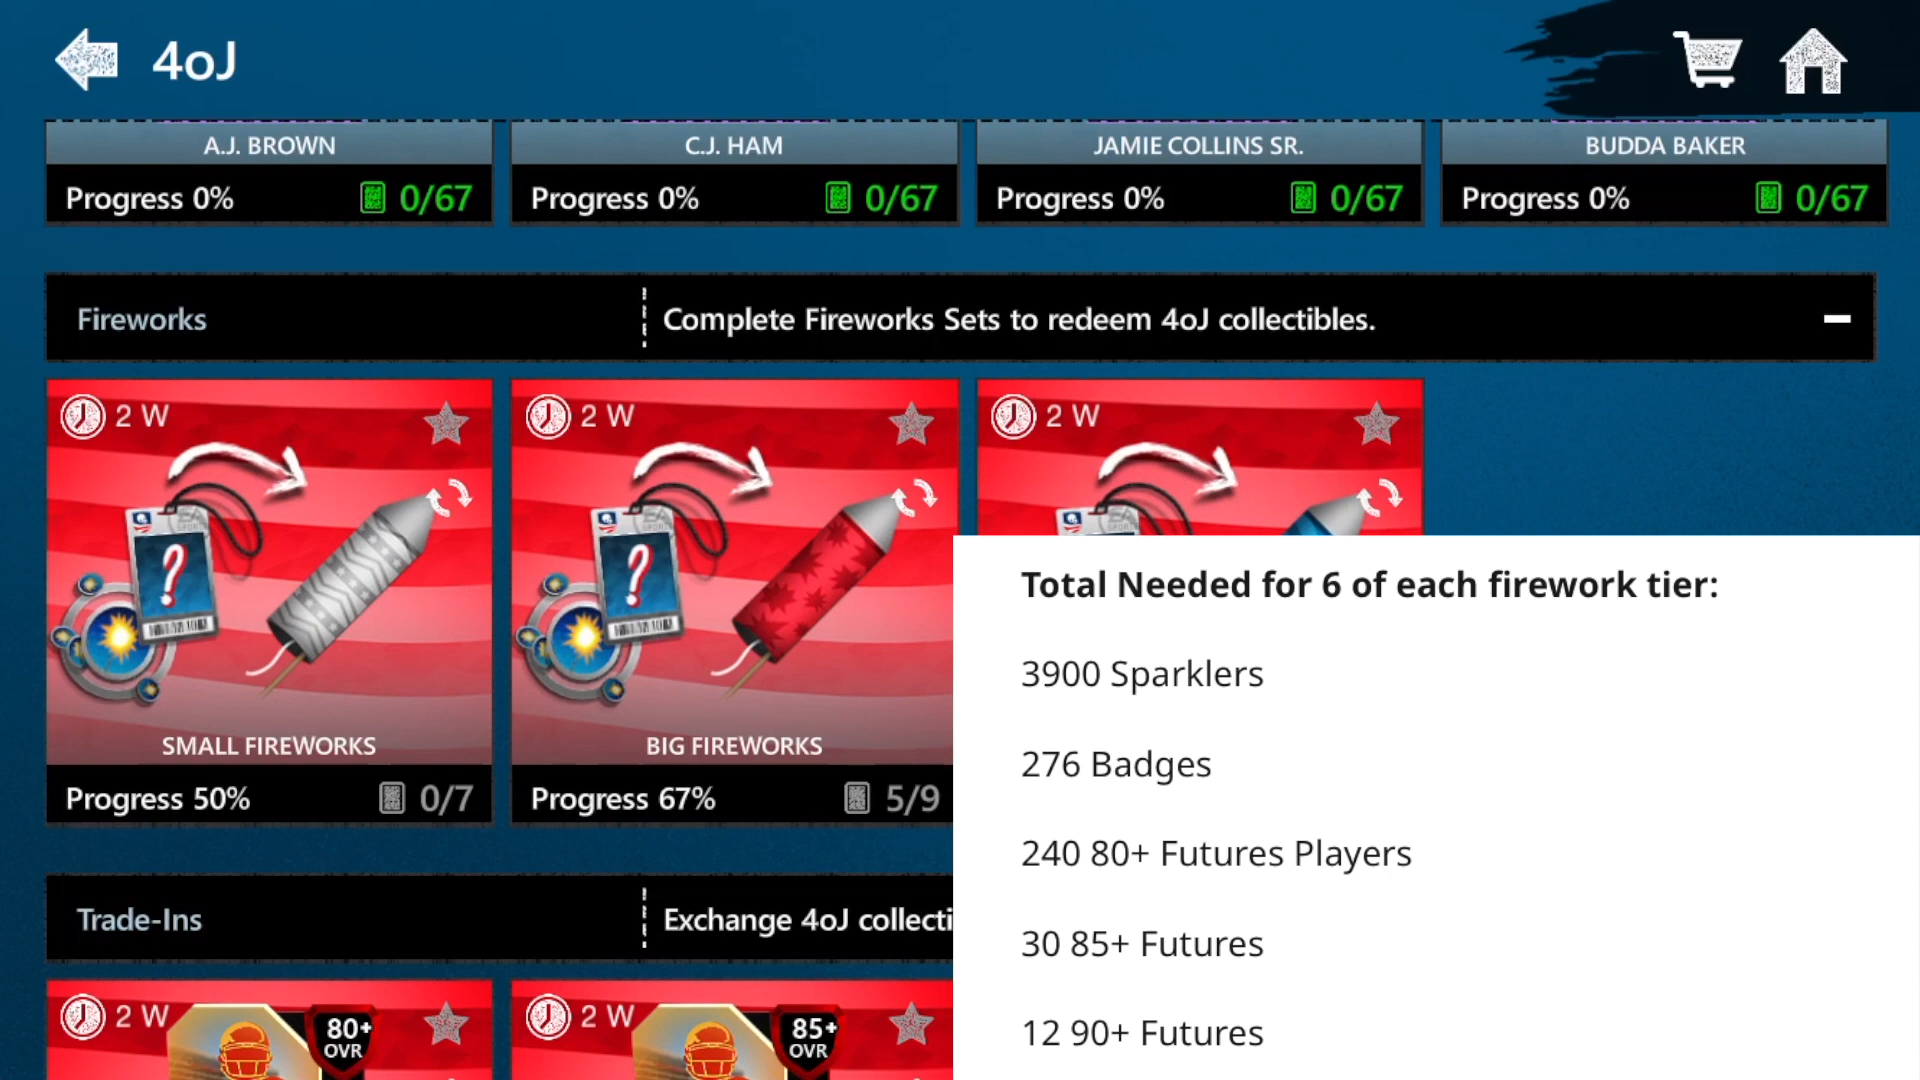 4oJ
A.J. BROWN
C.J. HAM
JAMIE COLLINS SR.
BUDDA BAKER
Progress 0% 0/67
Progress 0% 0/67
Progress 0% 0/67
Progress 0% 0/67
Fireworks
Complete Fireworks Sets to redeem 4oJ collectibles.
2 W
2 W
2 W
?
?
SMALL FIREWORKS
BIG FIREWORKS
Progress 50% 0/7
Progress 67% 5/9
Total Needed for 6 of each firework tier:
3900 Sparklers
276 Badges
240 80+ Futures Players
30 85+ Futures
12 90+ Futures
Trade-Ins
Exchange 4oJ collecti
2 W
80+
OVR
2 W
85+
OVR